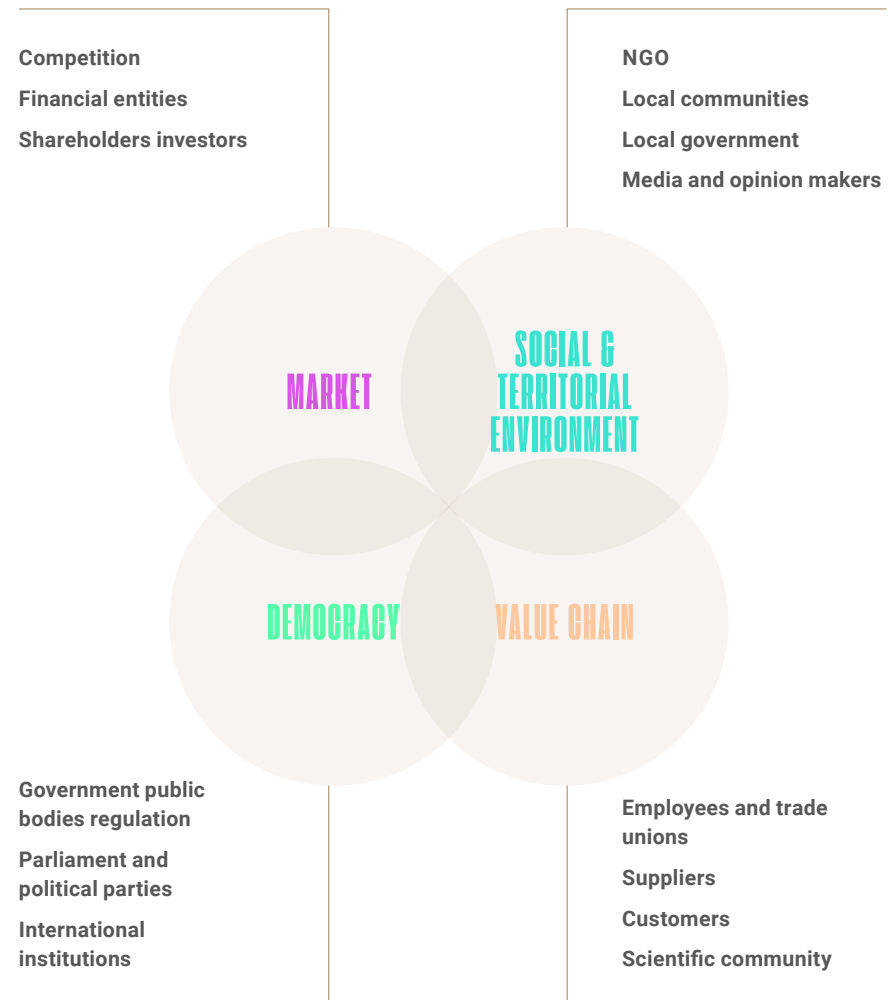 Competition
Financial entities
Shareholders investors
NGO
Local communities
Local government
Media and opinion makers
MARKET
SOCIAL &
TERRITORIAL
ENVIRONMENT
DEMOCRACY
VALUE CHAIN
Government public
bodies regulation
Parliament and
political parties
International
institutions
Employees and trade
unions
Suppliers
Customers
Scientific community